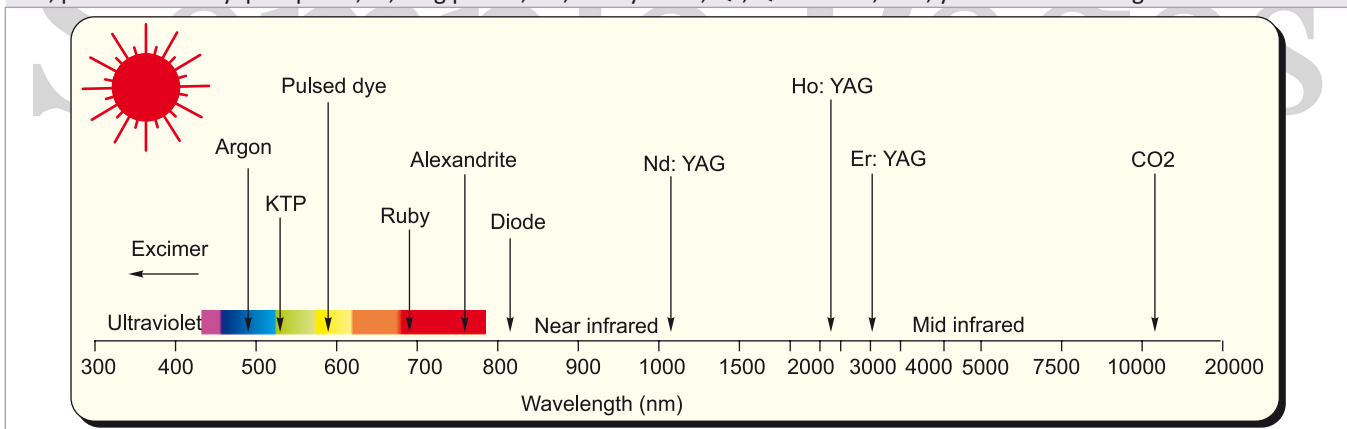 Pulsed dye
Ho: YAG
Argon
Alexandrite
Nd: YAG
Er: YAG
CO2
KTP
Ruby
Diode
Excimer
Ultraviolet
Near infrared
Mid infrared
300 400 500 600 700 800 900 1000 1500 2000 3000 4000 5000 7500 10000 20000
Wavelength (nm)